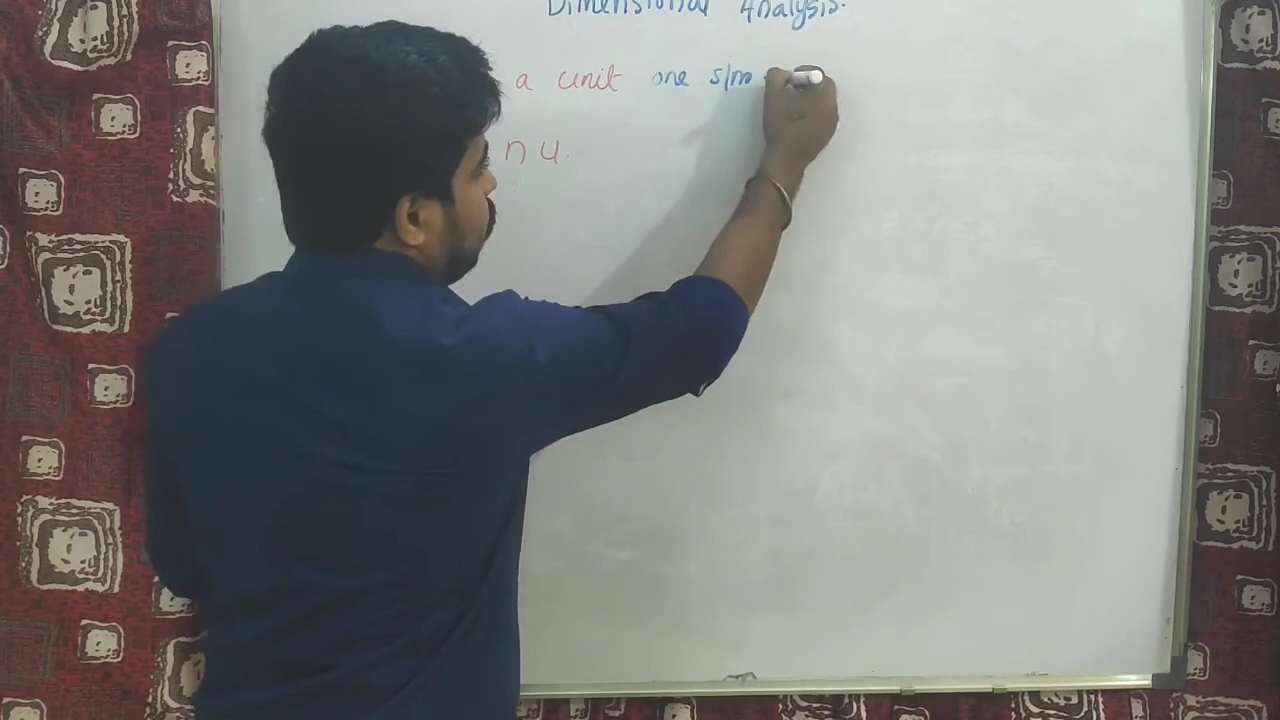 Dimensional Analysis.
a unit one s/m
n u.